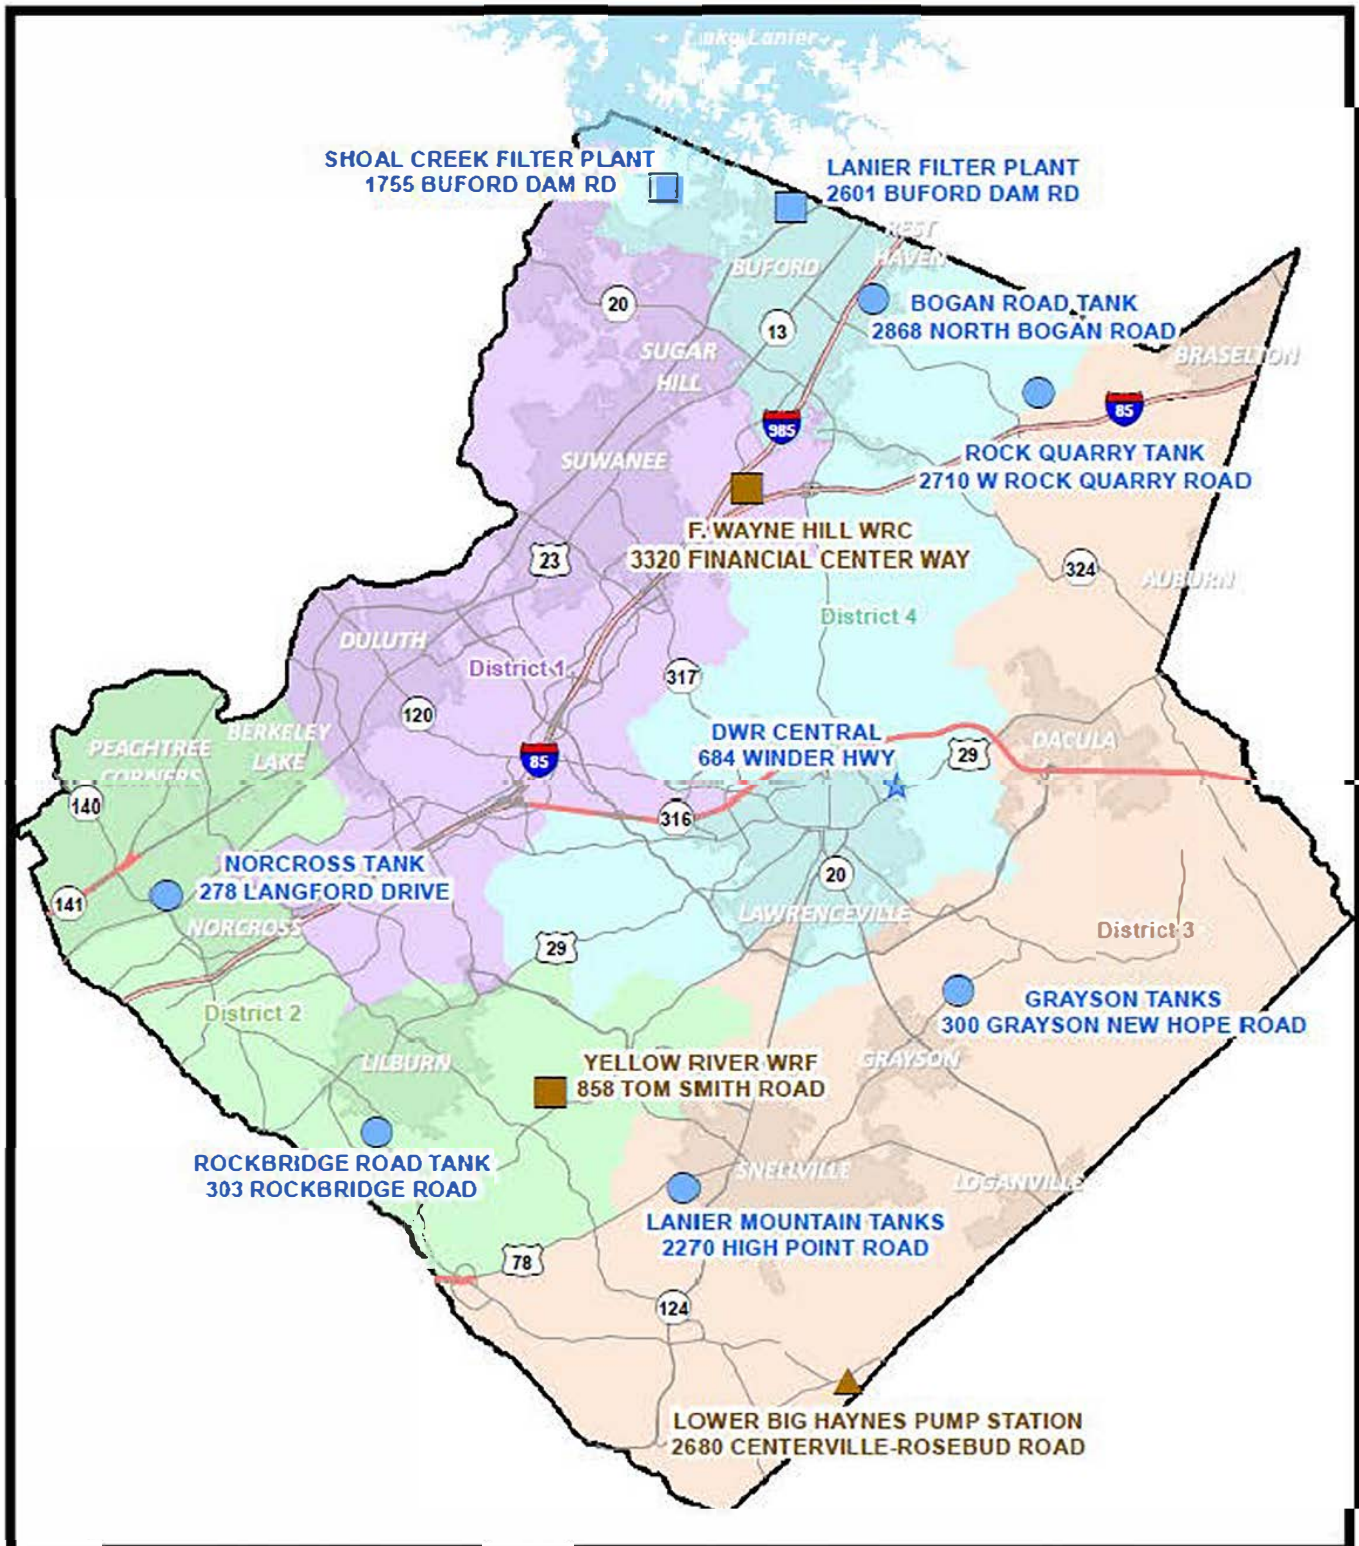 Lake Lanier
SHOAL CREEK FILTER PLANT
1755 BUFORD DAM RD
LANIER FILTER PLANT
2601 BUFORD DAM RD
REST
HAVEN
BUFORD
20
13
BOGAN ROAD TANK
2868 NORTH BOGAN ROAD
SUGAR
HILL
BRASELTON
985
85
SUWANEE
ROCK QUARRY TANK
2710 W ROCK QUARRY ROAD
F. WAYNE HILL WRC
3320 FINANCIAL CENTER WAY
23
324
AUBURN
District 4
DULUTH
District 1
317
120
BERKELEY
LAKE
PEACHTREE
CORNERS
DWR CENTRAL
684 WINDER HWY
29
DACULA
85
140
316
NORCROSS TANK
278 LANGFORD DRIVE
20
141
LAWRENCEVILLE
NORCROSS
29
District 3
District 2
GRAYSON TANKS
300 GRAYSON NEW HOPE ROAD
LILBURN
YELLOW RIVER WRF
858 TOM SMITH ROAD
GRAYSON
ROCKBRIDGE ROAD TANK
303 ROCKBRIDGE ROAD
SNELLVILLE
LOGANVILLE
LANIER MOUNTAIN TANKS
2270 HIGH POINT ROAD
78
124
LOWER BIG HAYNES PUMP STATION
2680 CENTERVILLE-ROSEBUD ROAD